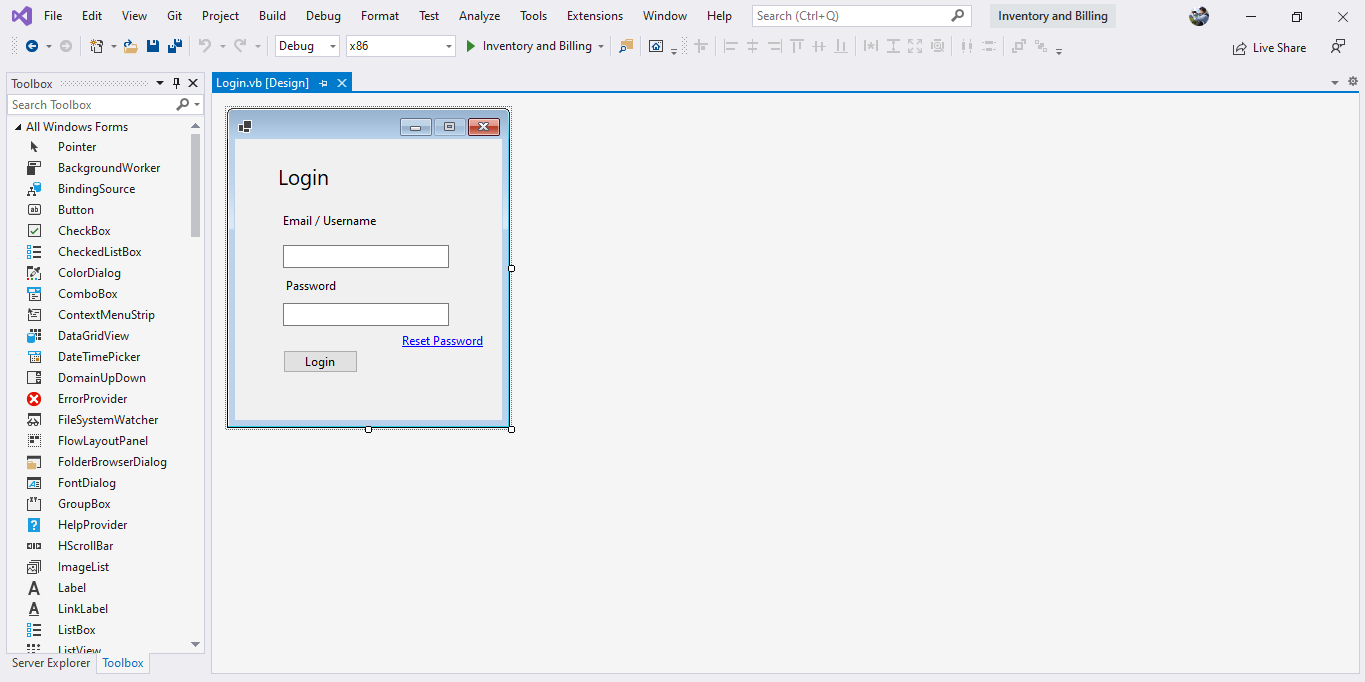 File Edit View Git Project Build Debug Format Test Analyze Tools Extensions Window Help Search (Ctrl+Q) Inventory and Billing
Debug x86 Inventory and Billing Live Share
Toolbox
Search Toolbox
All Windows Forms
Pointer
BackgroundWorker
BindingSource
Button
CheckBox
CheckedListBox
ColorDialog
ComboBox
ContextMenuStrip
DataGridView
DateTimePicker
DomainUpDown
ErrorProvider
FileSystemWatcher
FlowLayoutPanel
FolderBrowserDialog
FontDialog
GroupBox
HelpProvider
HScrollBar
ImageList
Label
LinkLabel
ListBox
ListView
Server Explorer Toolbox
Login.vb [Design]
Login
Email / Username
Password
Reset Password
Login